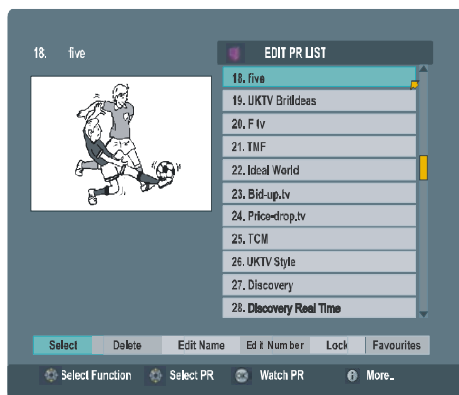 18. five
EDIT PR LIST
18. five
19. UKTV BritIdeas
20. F tv
21. TMF
22. Ideal World
23. Bid-up.tv
24. Price-drop.tv
25. TCM
26. UKTV Style
27. Discovery
28. Discovery Real Time
Select Delete Edit Name Edit Number Lock Favourites
Select Function Select PR OK Watch PR i More...